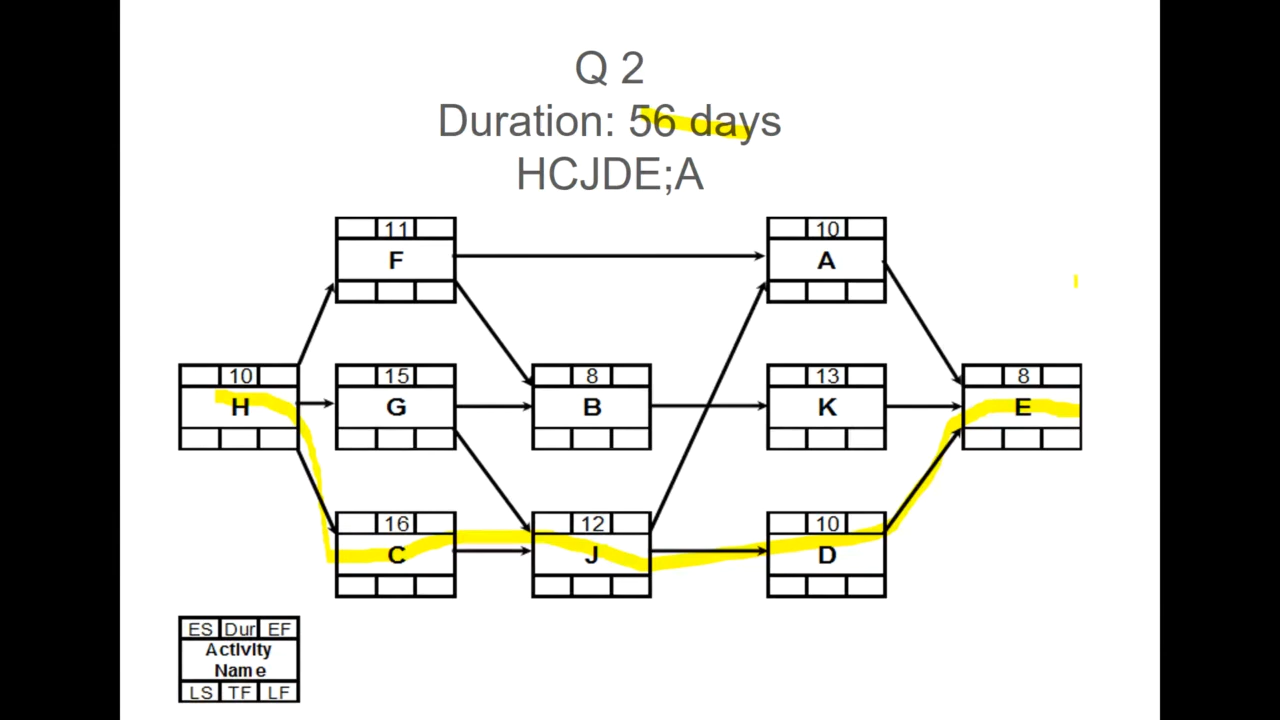 Q 2
Duration: 56 days
HCJDE;A
11
F
10
A
10
H
15
G
8
B
13
K
8
E
16
C
12
J
10
D
ES Dur EF
Activity
Name
LS TF LF